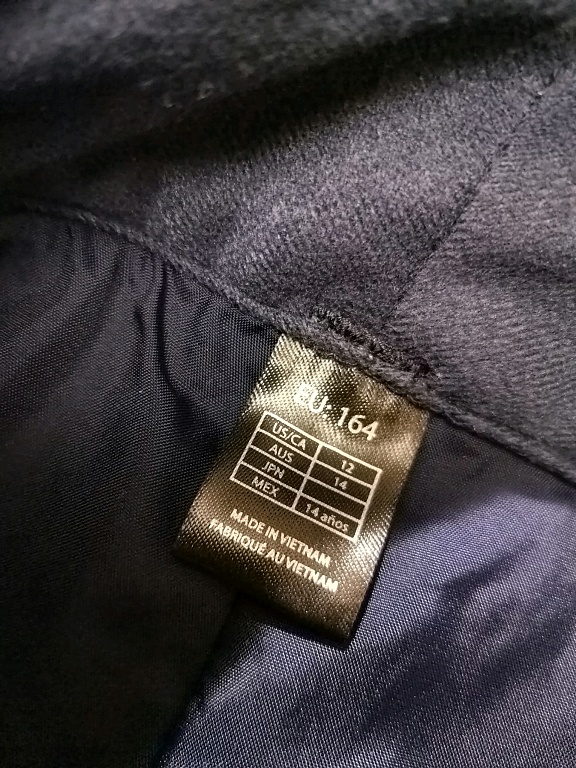 EU: 164
US/CA 12
AUS 14
JPN
MEX 14 años
MADE IN VIETNAM
FABRIQUÉ AU VIETNAM